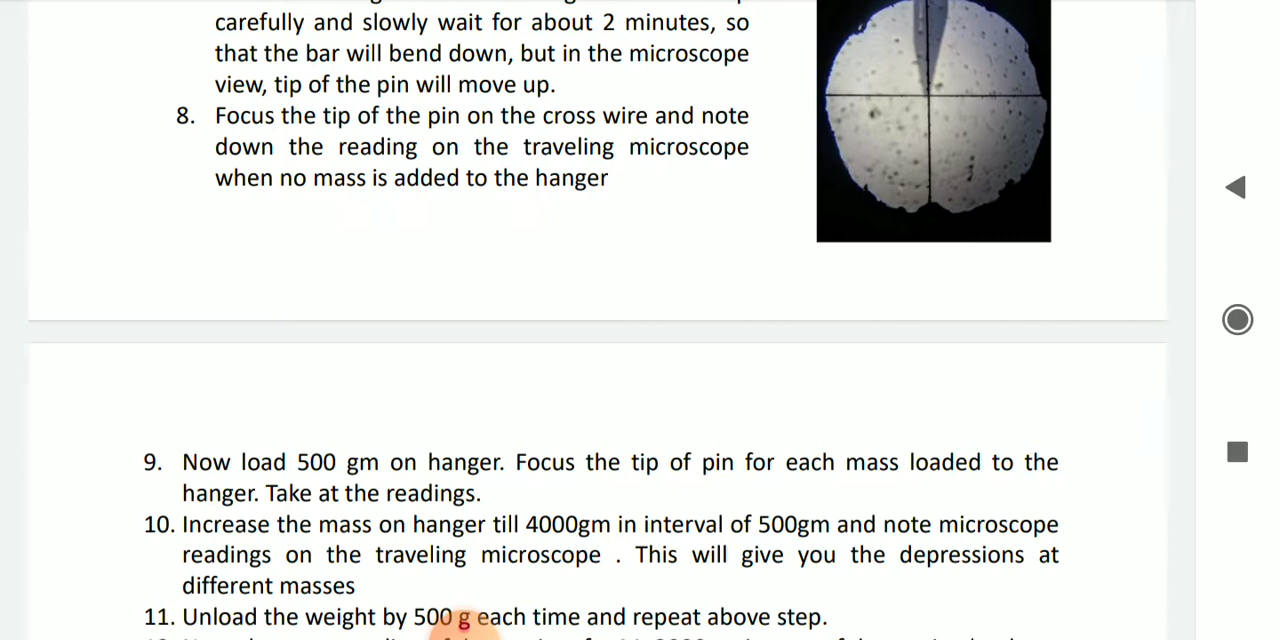 carefully and slowly wait for about 2 minutes, so
that the bar will bend down, but in the microscope
view, tip of the pin will move up.
8. Focus the tip of the pin on the cross wire and note
down the reading on the traveling microscope
when no mass is added to the hanger
9. Now load 500 gm on hanger. Focus the tip of pin for each mass loaded to the
hanger. Take at the readings.
10. Increase the mass on hanger till 4000gm in interval of 500gm and note microscope
readings on the traveling microscope . This will give you the depressions at
different masses
11. Unload the weight by 500 g each time and repeat above step.